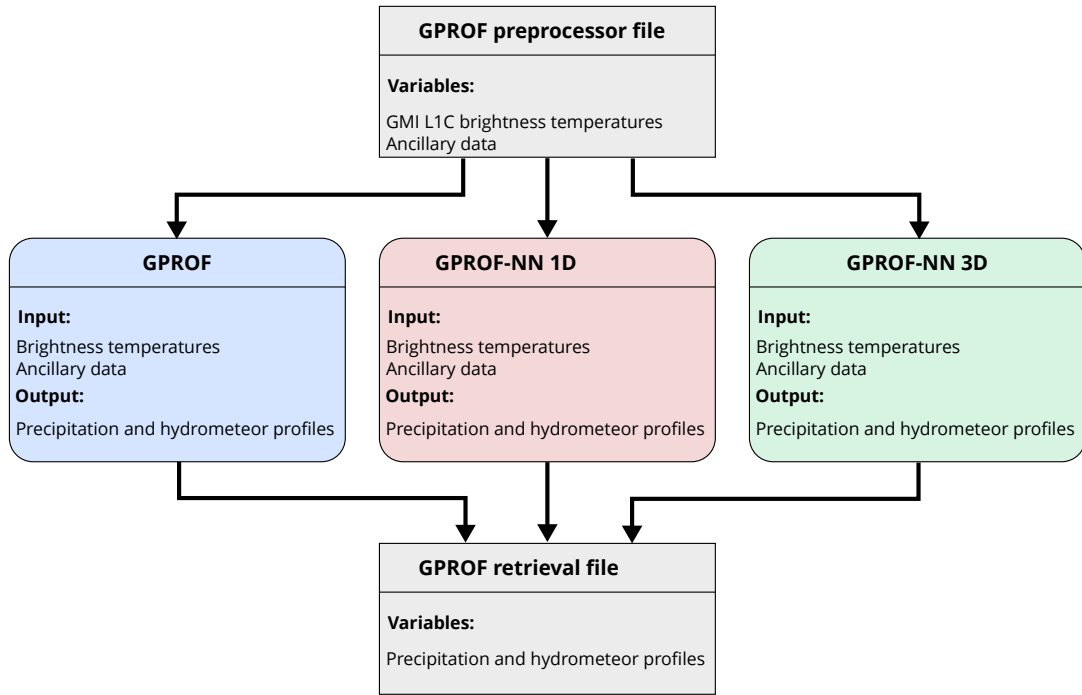 GPROF preprocessor file
Variables:
GMI L1C brightness temperatures
Ancillary data
GPROF
Input:
Brightness temperatures
Ancillary data
Output:
Precipitation and hydrometeor profiles
GPROF-NN 1D
Input:
Brightness temperatures
Ancillary data
Output:
Precipitation and hydrometeor profiles
GPROF-NN 3D
Input:
Brightness temperatures
Ancillary data
Output:
Precipitation and hydrometeor profiles
GPROF retrieval file
Variables:
Precipitation and hydrometeor profiles